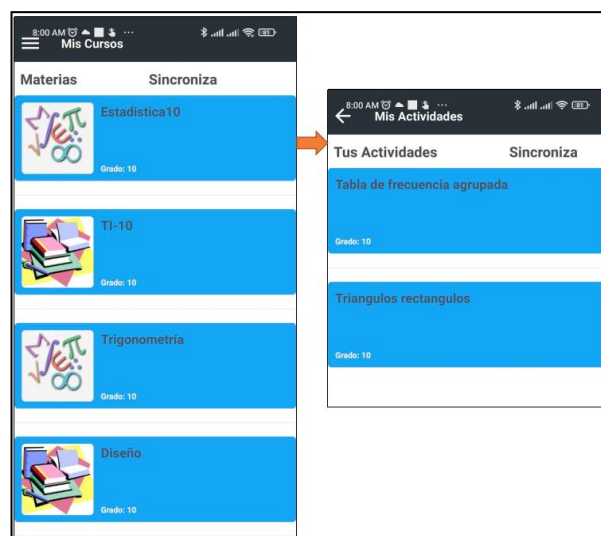 8:00 AM
Mis Cursos
Materias Sincroniza
Estadistica10
Grado: 10
TI-10
Grado: 10
Trigonometría
Grado: 10
Diseño
Grado: 10
8:00 AM
Mis Actividades
Tus Actividades Sincroniza
Tabla de frecuencia agrupada
Grado: 10
Triangulos rectangulos
Grado: 10